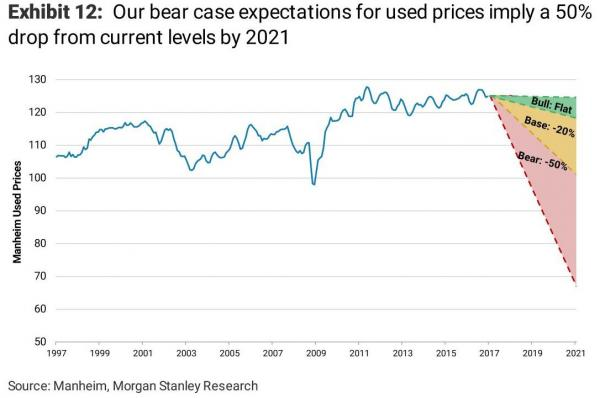 Exhibit 12: Our bear case expectations for used prices imply a 50%
drop from current levels by 2021
130
120
110
100
90
80
70
60
50
Manheim Used Prices
Bull: Flat
Base: -20%
Bear: -50%
1997 1999 2001 2003 2005 2007 2009 2011 2013 2015 2017 2019 2021
Source: Manheim, Morgan Stanley Research